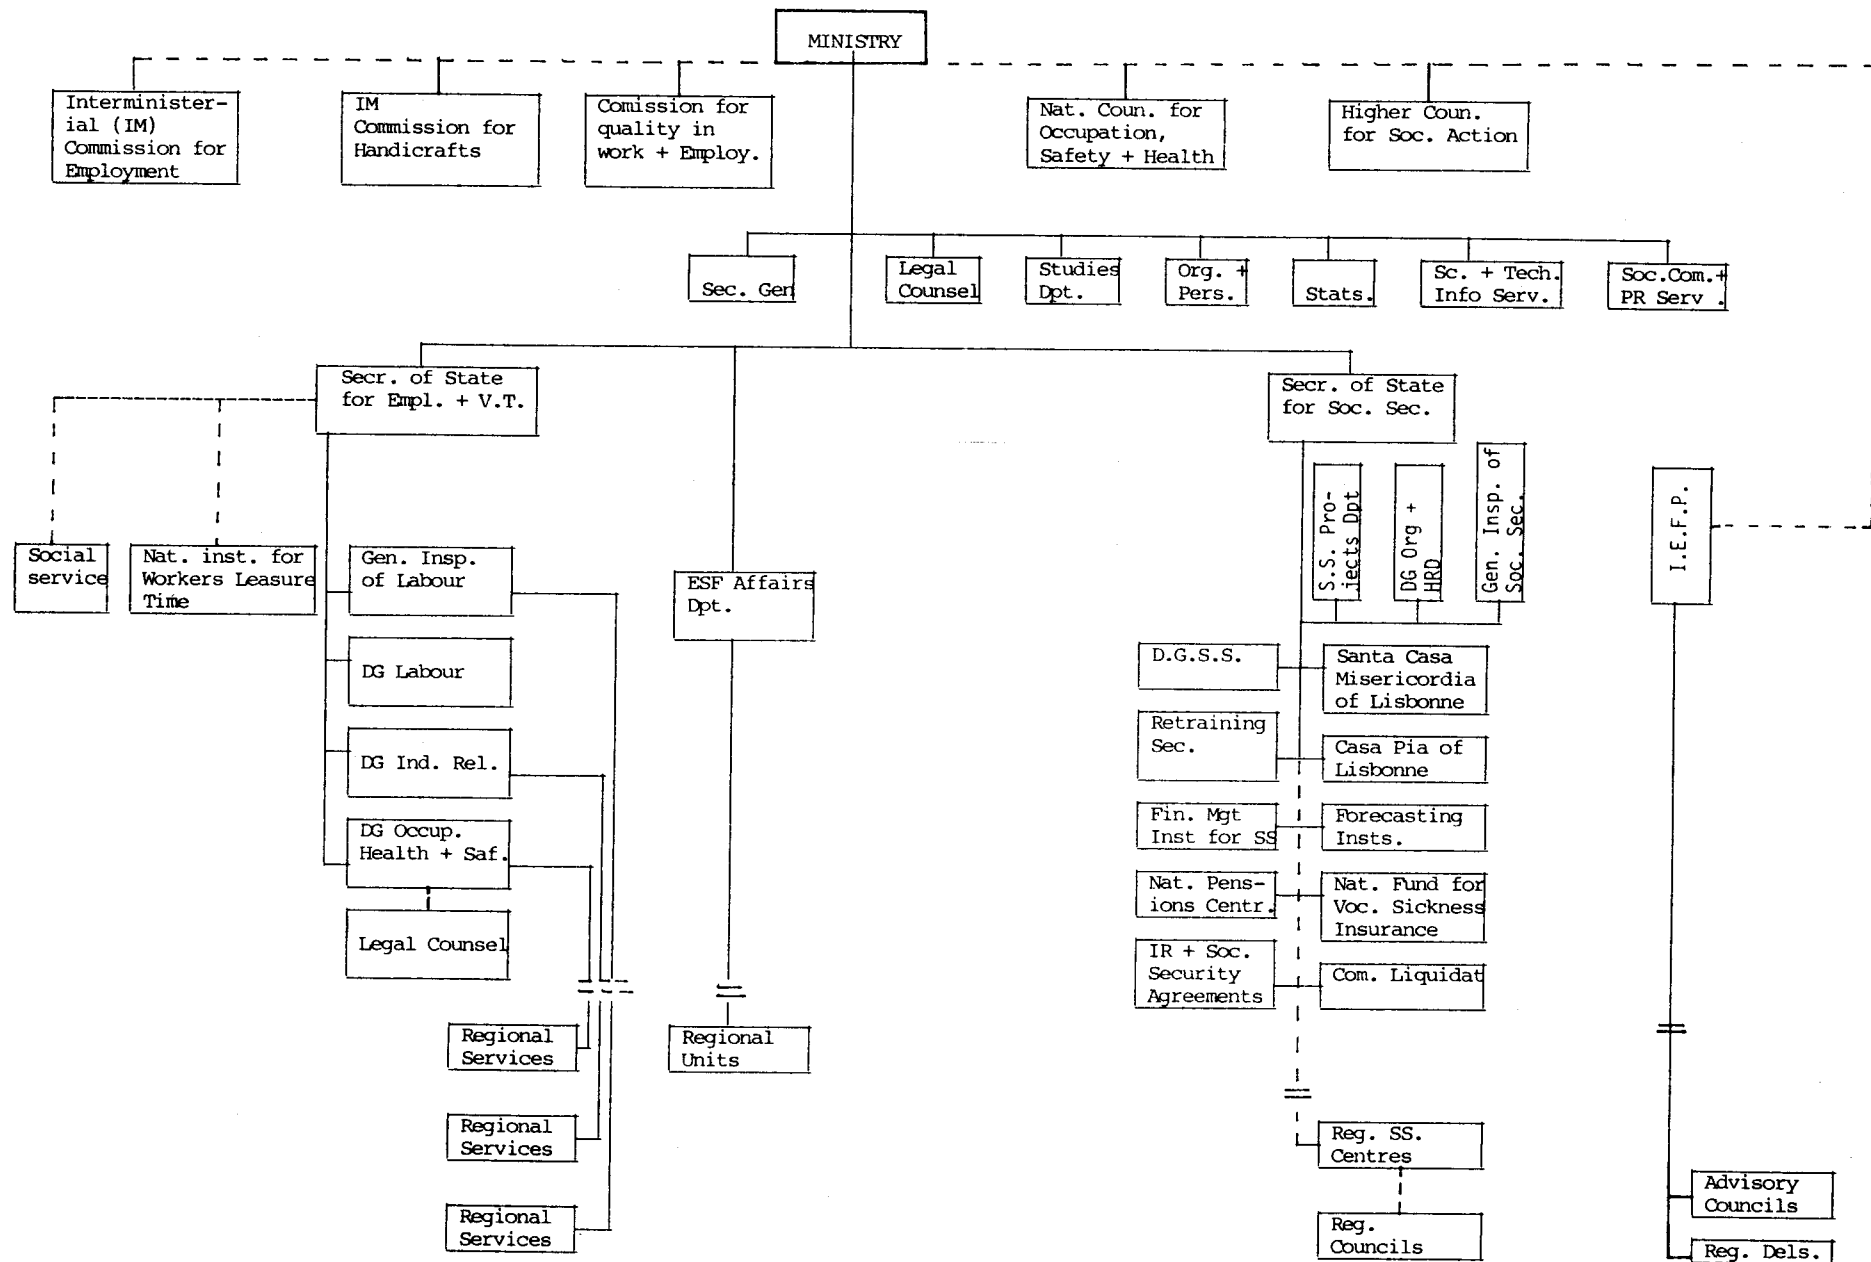 MINISTRY
Interminister-
ial (IM)
Commission for
Employment
IM
Commission for
Handicrafts
Comission for
quality in
work + Employ.
Nat. Coun. for
Occupation,
Safety + Health
Higher Coun.
for Soc. Action
Sec. Gen
Legal
Counsel
Studies
Dpt.
Org. +
Pers.
Stats.
Sc. + Tech.
Info Serv.
Soc.Com.+
PR Serv .
Secr. of State
for Empl. + V.T.
Secr. of State
for Soc. Sec.
Social
service
Nat. inst. for
Workers Leasure
Time
Gen. Insp.
of Labour
DG Labour
DG Ind. Rel.
DG Occup.
Health + Saf.
Legal Counsel
Regional
Services
Regional
Services
Regional
Services
ESF Affairs
Dpt.
Regional
Units
S.S. Pro-
jects Dpt
DG Org +
HRD
Gen. Insp. of
Soc. Sec.
D.G.S.S.
Santa Casa
Misericordia
of Lisbonne
Retraining
Sec.
Casa Pia of
Lisbonne
Fin. Mgt
Inst for SS
Forecasting
Insts.
Nat. Pens-
ions Centr.
Nat. Fund for
Voc. Sickness
Insurance
IR + Soc.
Security
Agreements
Com. Liquidat
Reg. SS.
Centres
Reg.
Councils
I.E.F.P.
Advisory
Councils
Reg. Dels.